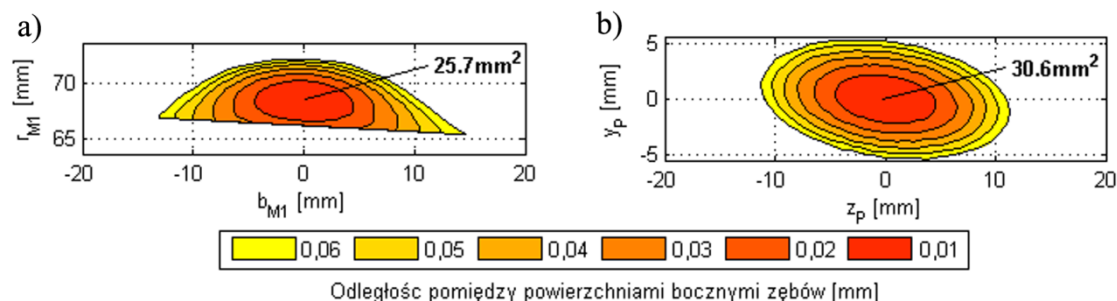 a)
25.7mm²
70
65
r_M1 [mm]
-20
-10
0
10
20
b_M1 [mm]
b)
30.6mm²
5
0
-5
y_P [mm]
-20
-10
0
10
20
z_P [mm]
0,06
0,05
0,04
0,03
0,02
0,01
Odległośc pomiędzy powierzchniami bocznymi zębów [mm]